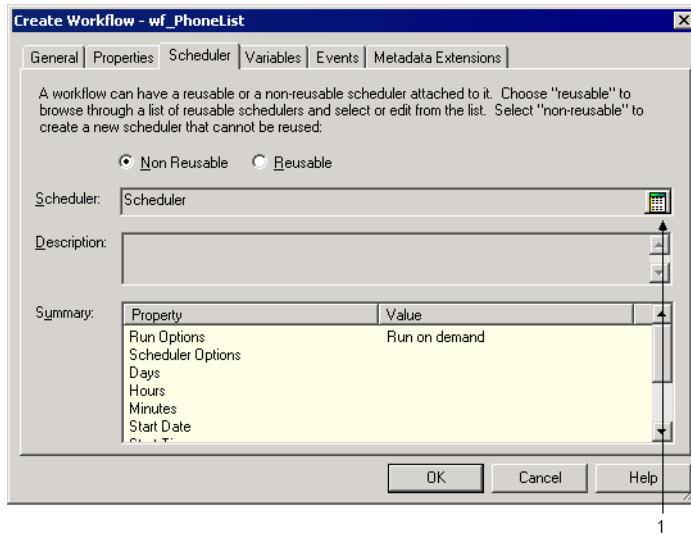 Create Workflow - wf_PhoneList
General Properties Scheduler Variables Events Metadata Extensions
A workflow can have a reusable or a non-reusable scheduler attached to it. Choose "reusable" to
browse through a list of reusable schedulers and select or edit from the list. Select "non-reusable" to
create a new scheduler that cannot be reused:
Non Reusable Reusable
Scheduler: Scheduler
Description:
Summary: Property Value
Run Options Run on demand
Scheduler Options
Days
Hours
Minutes
Start Date
OK Cancel Help
1